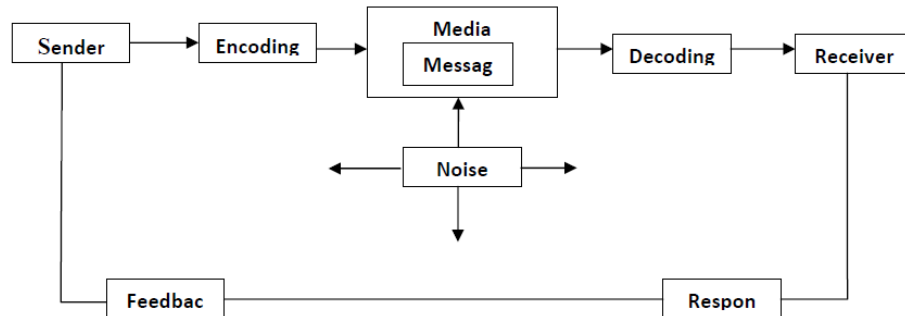 Sender
Encoding
Media
Messag
Decoding
Receiver
Noise
Feedbac
Respon